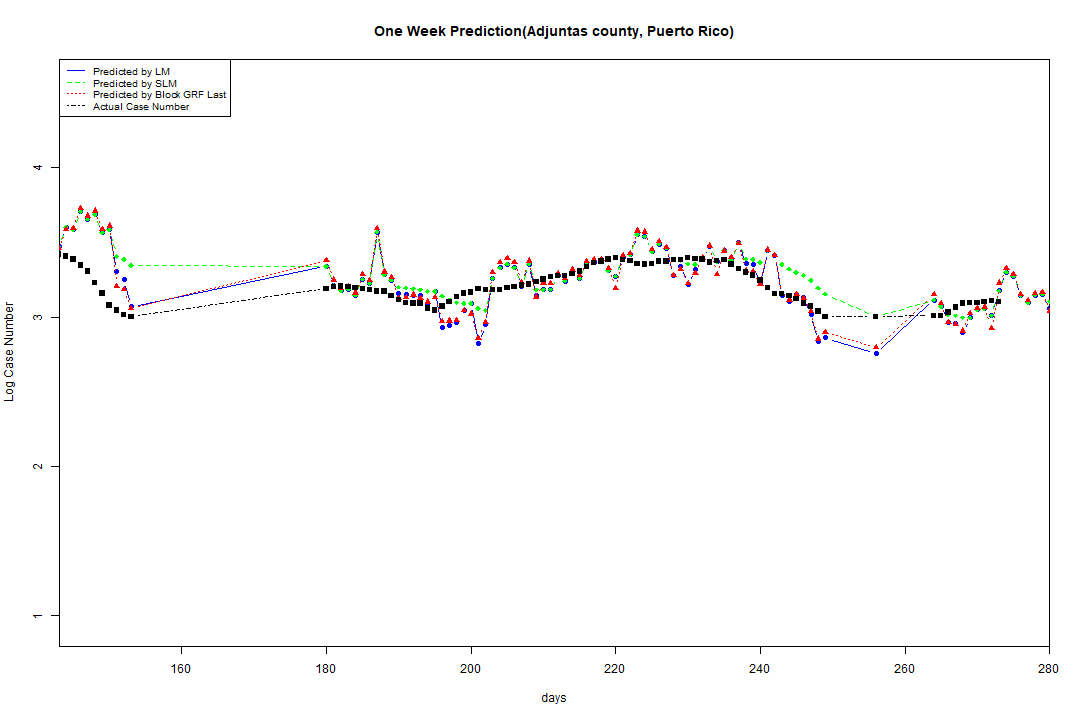 One Week Prediction(Adjuntas county, Puerto Rico)
Predicted by LM
Predicted by SLM
Predicted by Block GRF Last
Actual Case Number
4
3
2
1
Log Case Number
160 180 200 220 240 260 280
days